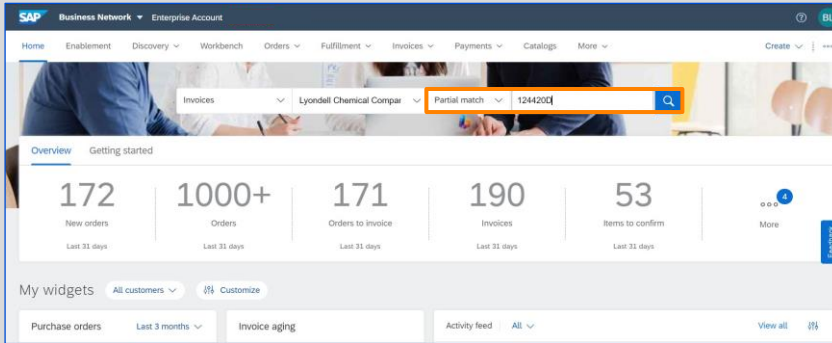 SAP Business Network Enterprise Account BL
Home Enablement Discovery Workbench Orders Fulfillment Invoices Payments Catalogs More Create
Invoices Lyondell Chemical Compar Partial match 124420D
Overview Getting started
172 1000+ 171 190 53 4
New orders Orders Orders to invoice Invoices Items to confirm More
Last 31 days Last 31 days Last 31 days Last 31 days Last 31 days
Feedback
My widgets All customers Customize
Purchase orders Last 3 months Invoice aging Activity feed All View all